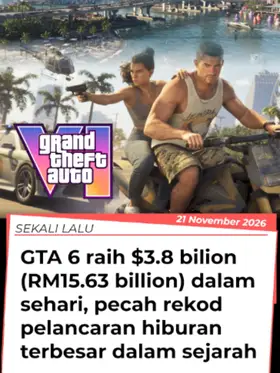 VI
grand
theft
auto
21 November 2026
SEKALI LALU
GTA 6 raih $3.8 bilion
(RM15.63 billion) dalam
sehari, pecah rekod
pelancaran hiburan
terbesar dalam sejarah